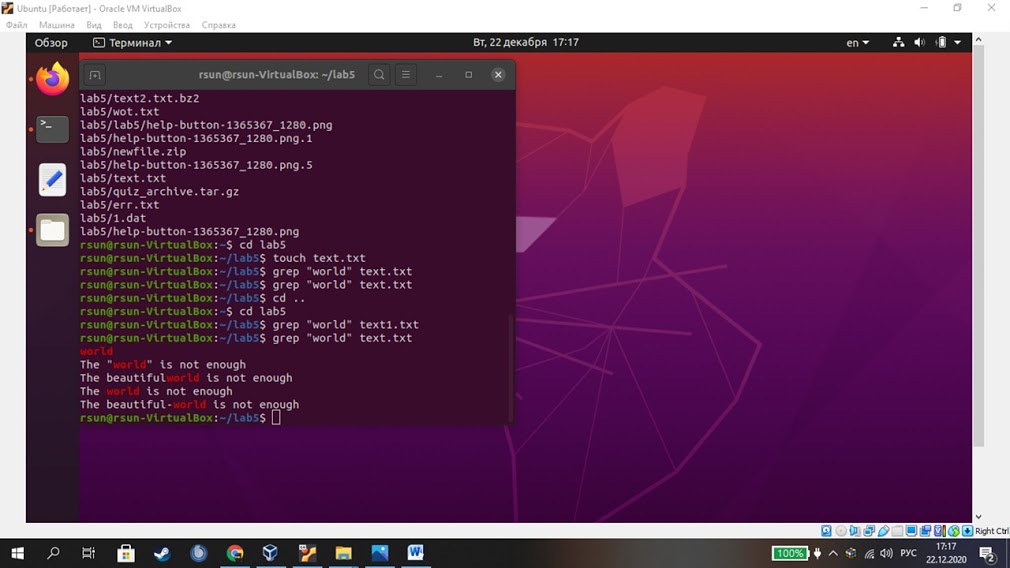 Ubuntu [Работает] - Oracle VM VirtualBox
Файл Машина Вид Ввод Устройства Справка
Обзор Терминал Вт, 22 декабря 17:17 en
rsun@rsun-VirtualBox: ~/lab5
lab5/text2.txt.bz2
lab5/wot.txt
lab5/lab5/help-button-1365367_1280.png
lab5/help-button-1365367_1280.png.1
lab5/newfile.zip
lab5/help-button-1365367_1280.png.5
lab5/text.txt
lab5/quiz_archive.tar.gz
lab5/err.txt
lab5/1.dat
lab5/help-button-1365367_1280.png
rsun@rsun-VirtualBox:~$ cd lab5
rsun@rsun-VirtualBox:~/lab5$ touch text.txt
rsun@rsun-VirtualBox:~/lab5$ grep "world" text.txt
rsun@rsun-VirtualBox:~/lab5$ grep "world" text.txt
rsun@rsun-VirtualBox:~/lab5$ cd ..
rsun@rsun-VirtualBox:~$ cd lab5
rsun@rsun-VirtualBox:~/lab5$ grep "world" text1.txt
rsun@rsun-VirtualBox:~/lab5$ grep "world" text.txt
world
The "world" is not enough
The beautifulworld is not enough
The world is not enough
The beautiful-world is not enough
rsun@rsun-VirtualBox:~/lab5$
Right Ctrl
100% РУС 17:17
22.12.2020 2